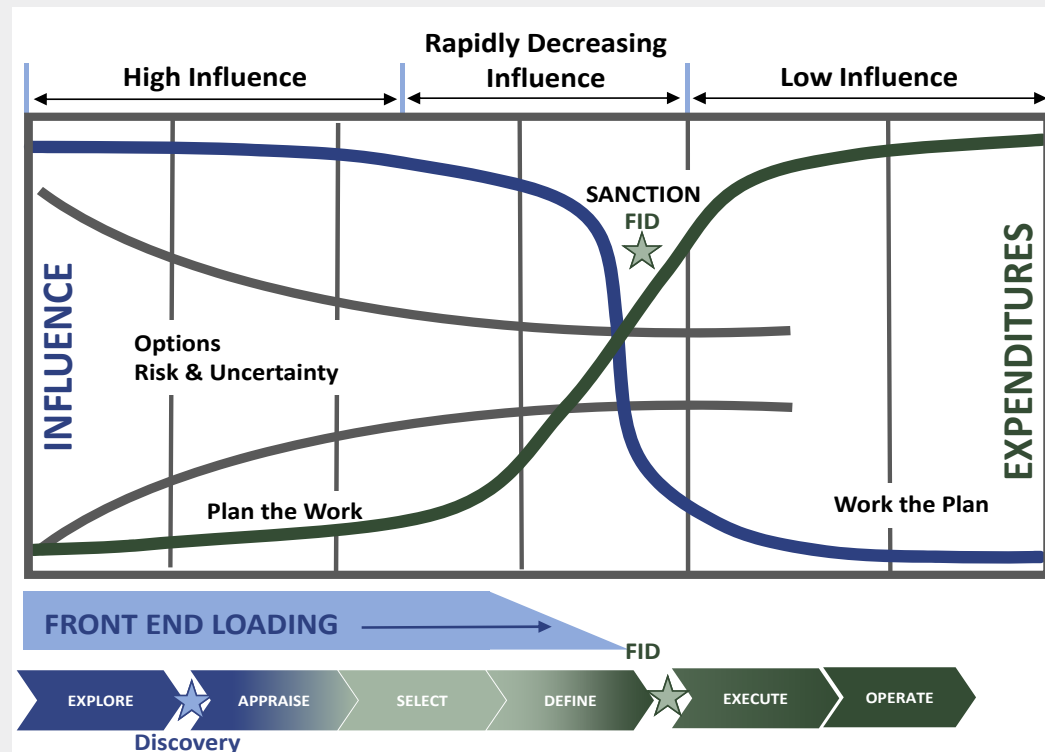 Rapidly Decreasing
High Influence
Influence
Low Influence
SANCTION
FID
INFLUENCE
EXPENDITURES
Options
Risk & Uncertainty
Plan the Work
Work the Plan
FRONT END LOADING
FID
EXPLORE
APPRAISE
SELECT
DEFINE
EXECUTE
OPERATE
Discovery